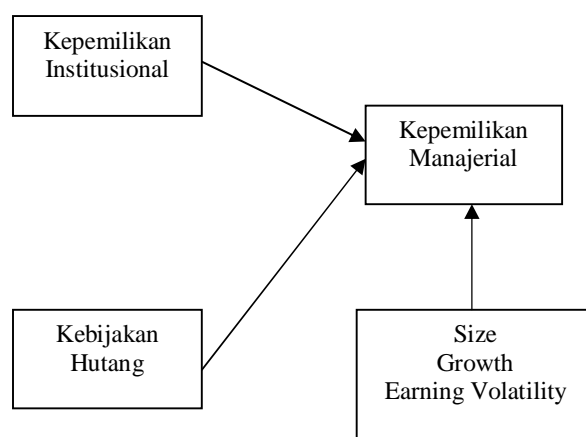 Kepemilikan
Institusional
Kepemilikan
Manajerial
Kebijakan
Hutang
Size
Growth
Earning Volatility